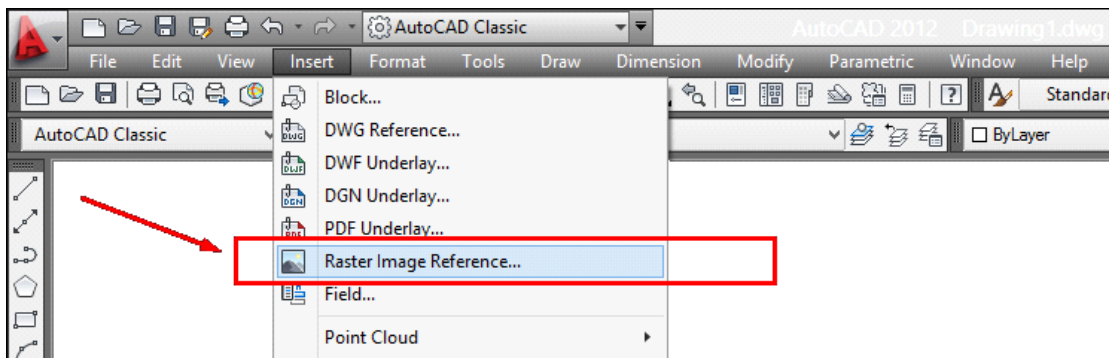 AutoCAD Classic AutoCAD 2012 Drawing1.dwg
File Edit View Insert Format Tools Draw Dimension Modify Parametric Window Help
Block...
Standard
AutoCAD Classic
DWG Reference...
ByLayer
DWF Underlay...
DGN Underlay...
PDF Underlay...
Raster Image Reference...
Field...
Point Cloud